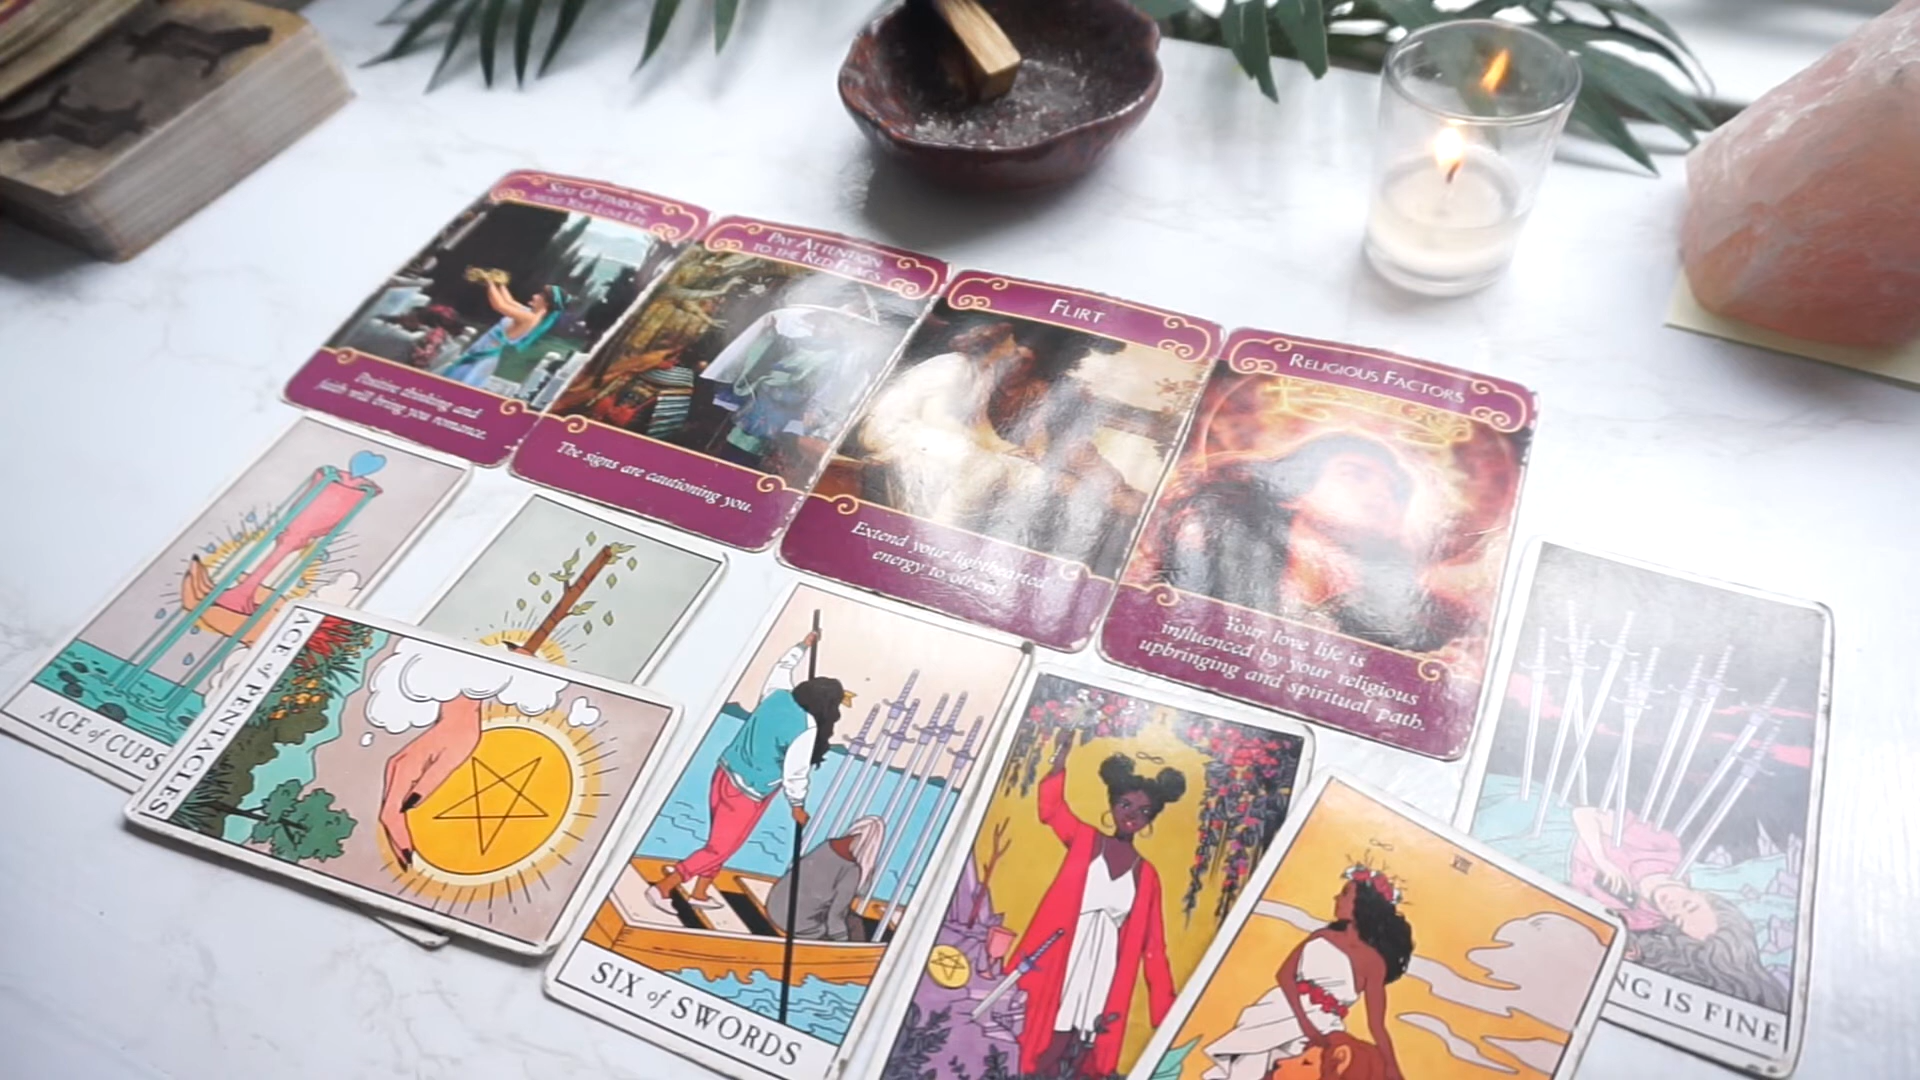 STAY OPTIMISTIC
ABOUT YOUR LOVE LIFE
Positive thinking and
faith will bring you romance.
PAY ATTENTION
TO THE RED FLAGS
The signs are cautioning you.
FLIRT
Extend your lighthearted
energy to others!
RELIGIOUS FACTORS
Your love life is
influenced by your religious
upbringing and spiritual path.
ACE of CUPS
ACE of PENTACLES
SIX of SWORDS
I
VIII
NG IS FINE